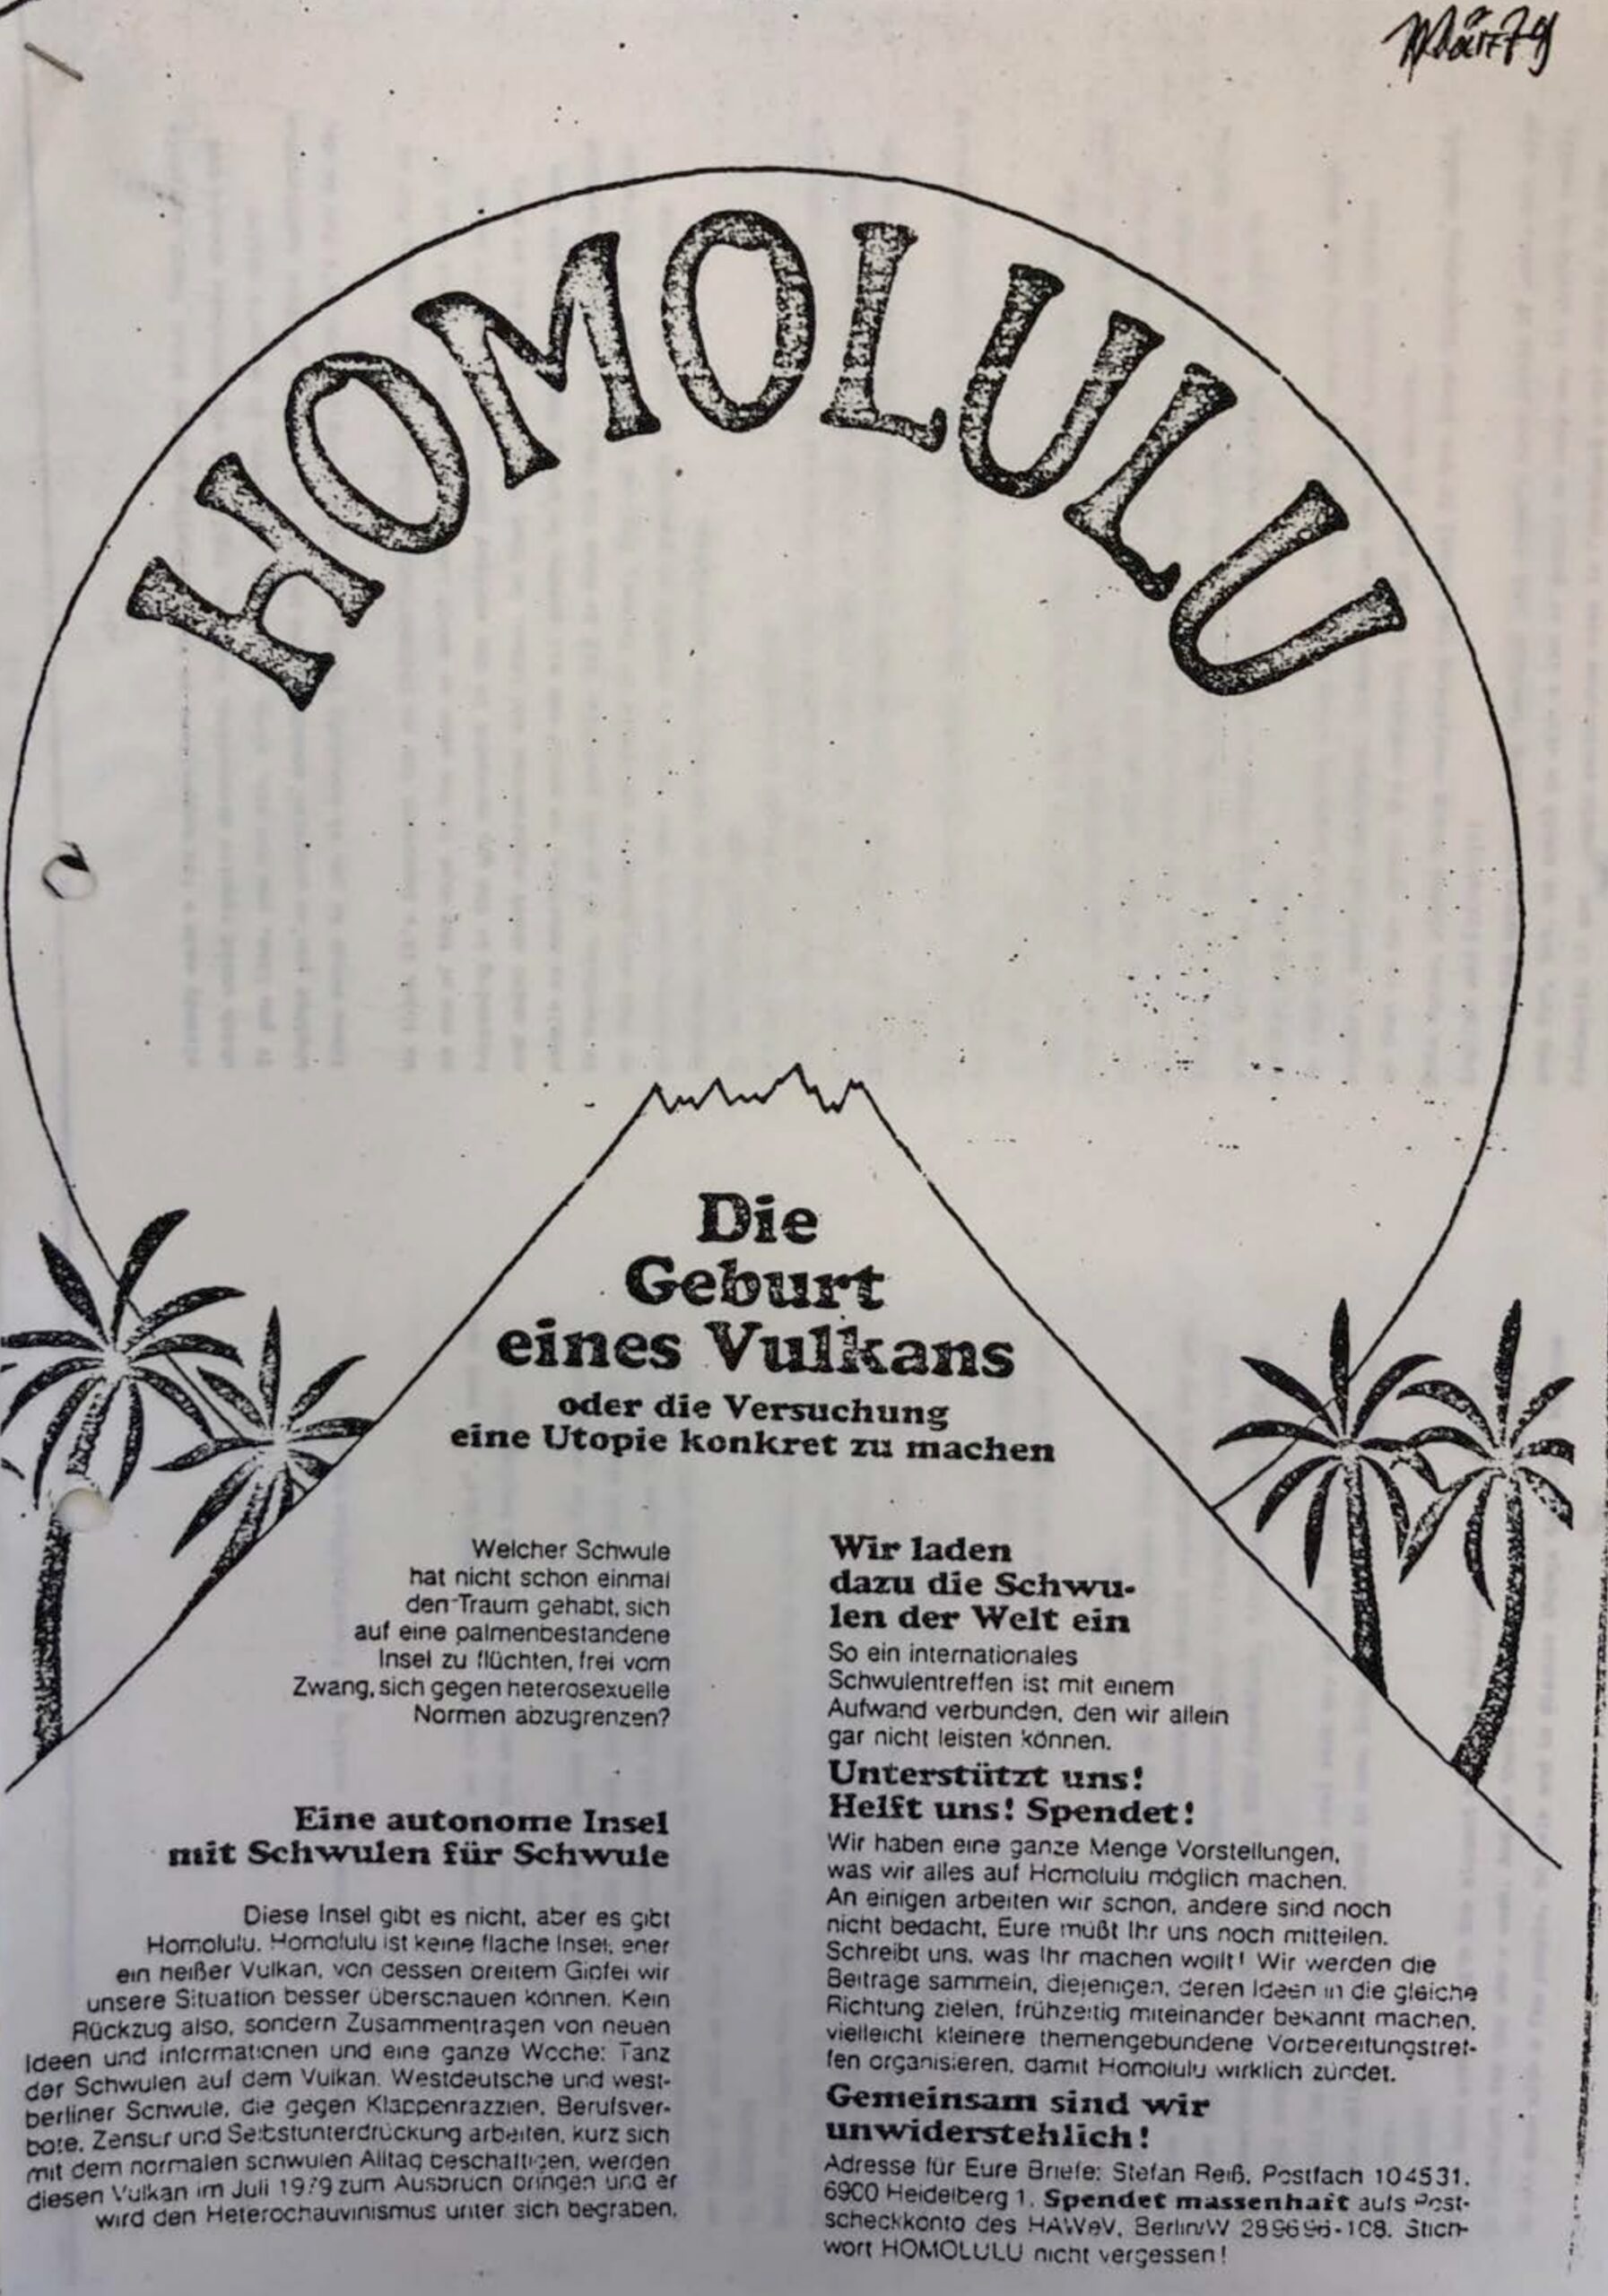 März 79
HOMOLULU
Die
Geburt
eines Vulkans
oder die Versuchung
eine Utopie konkret zu machen
Welcher Schwule
hat nicht schon einmal
den Traum gehabt, sich
auf eine palmenbestandene
Insel zu flüchten, frei vom
Zwang, sich gegen heterosexuelle
Normen abzugrenzen?
Eine autonome Insel
mit Schwulen für Schwule
Diese Insel gibt es nicht, aber es gibt
Homolulu. Homolulu ist keine flache Insel, eher
ein heißer Vulkan, von dessen breitem Gipfel wir
unsere Situation besser überschauen können. Kein
Rückzug also, sondern Zusammentragen von neuen
Ideen und Informationen und eine ganze Woche: Tanz
der Schwulen auf dem Vulkan. Westdeutsche und west-
berliner Schwule, die gegen Klappenrazzien, Berufsver-
bote, Zensur und Selbstunterdrückung arbeiten, kurz sich
mit dem normalen schwulen Alltag beschäftigen, werden
diesen Vulkan im Juli 1979 zum Ausbruch bringen und er
wird den Heterochauvinismus unter sich begraben.
Wir laden
dazu die Schwu-
len der Welt ein
So ein internationales
Schwulentreffen ist mit einem
Aufwand verbunden, den wir allein
gar nicht leisten können.
Unterstützt uns!
Helft uns! Spendet!
Wir haben eine ganze Menge Vorstellungen,
was wir alles auf Homolulu möglich machen.
An einigen arbeiten wir schon, andere sind noch
nicht bedacht, Eure müßt Ihr uns noch mitteilen.
Schreibt uns, was Ihr machen wollt! Wir werden die
Beiträge sammeln, diejenigen, deren Ideen in die gleiche
Richtung zielen, frühzeitig miteinander bekannt machen,
vielleicht kleinere themengebundene Vorbereitungstref-
fen organisieren, damit Homolulu wirklich zündet.
Gemeinsam sind wir
unwiderstehlich!
Adresse für Eure Briefe: Stefan Reiß, Postfach 104531,
6900 Heidelberg 1. Spendet massenhaft aufs Post-
scheckkonto des HAWeV, Berlin/W 289696-108. Stich-
wort HOMOLULU nicht vergessen!